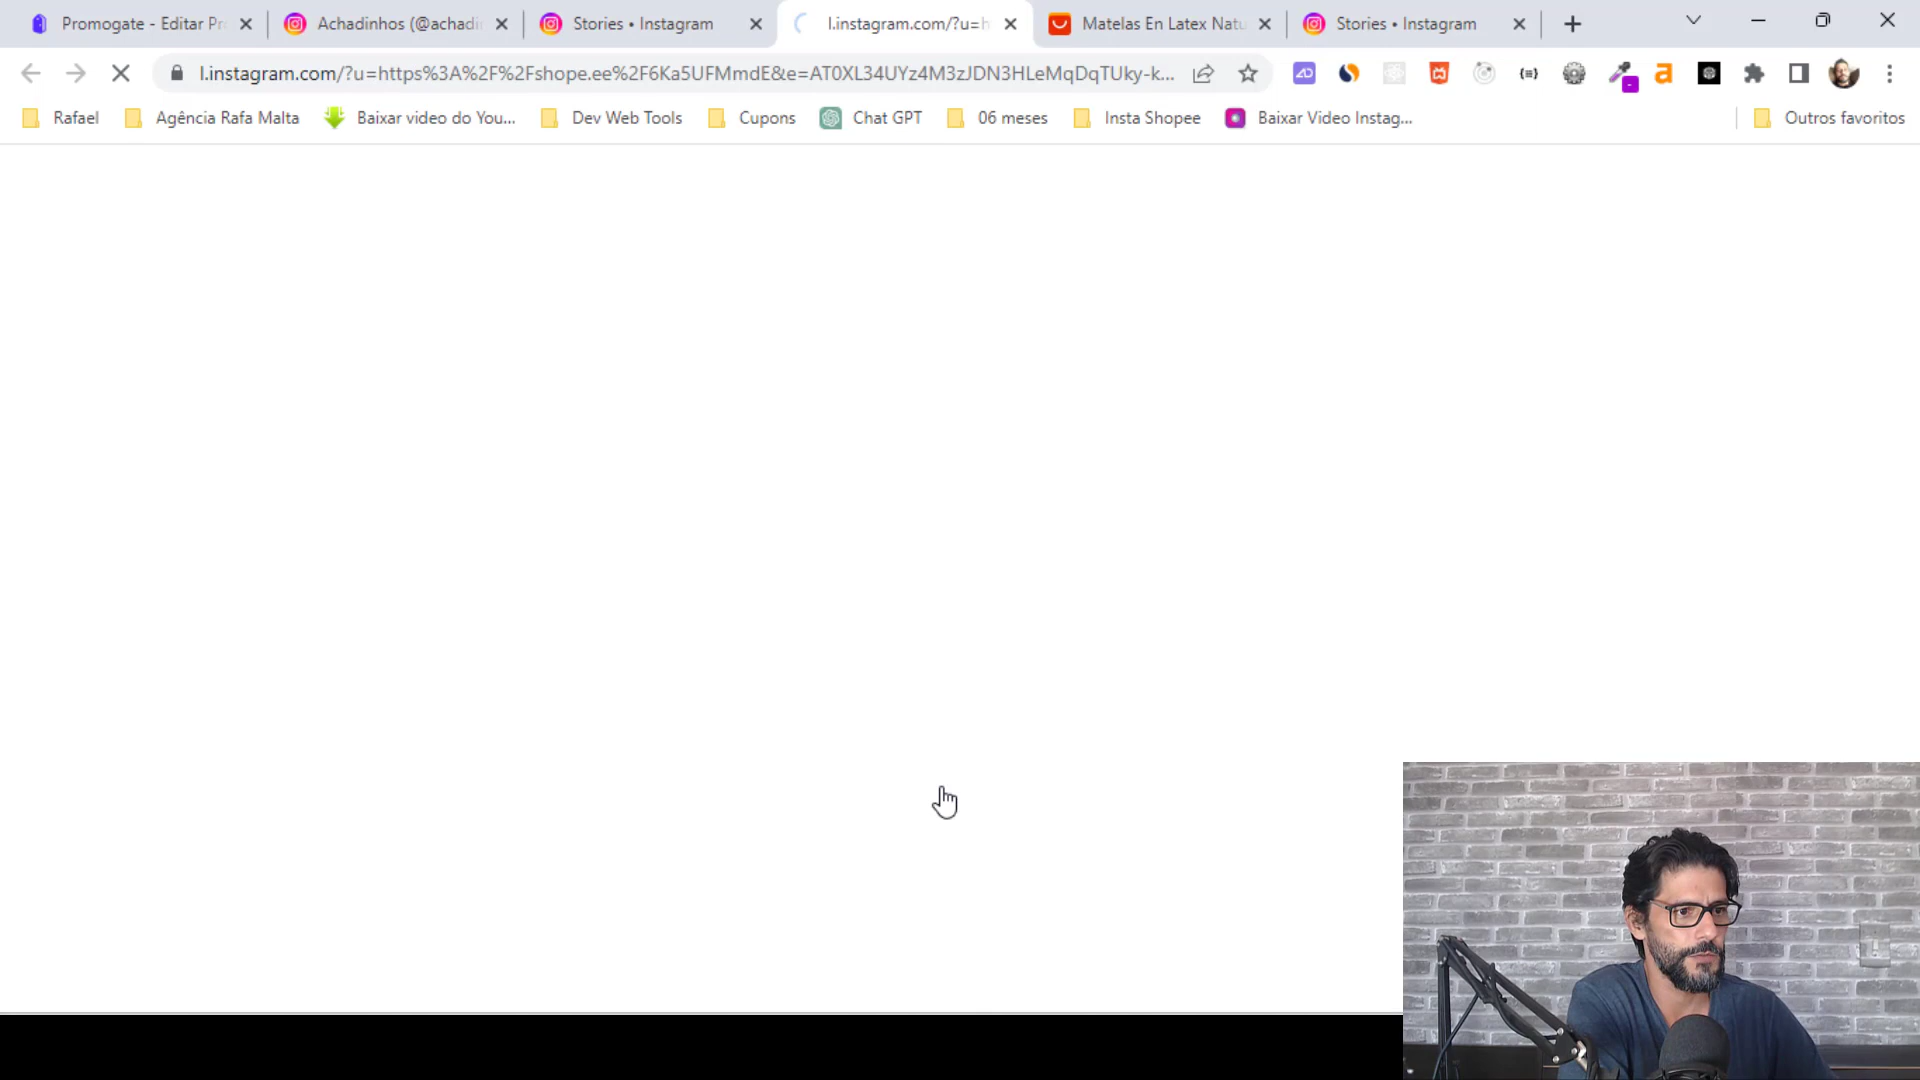 Promogate - Editar Pr
Achadinhos (@achadi
Stories • Instagram
l.instagram.com/?u=h
Matelas En Latex Natu
Stories • Instagram
l.instagram.com/?u=https%3A%2F%2Fshope.ee%2F6Ka5UFMmdE&e=AT0XL34UYz4M3zJDN3HLeMqDqTUky-k...
Rafael
Agência Rafa Malta
Baixar video do You...
Dev Web Tools
Cupons
Chat GPT
06 meses
Insta Shopee
Baixar Video Instag...
Outros favoritos